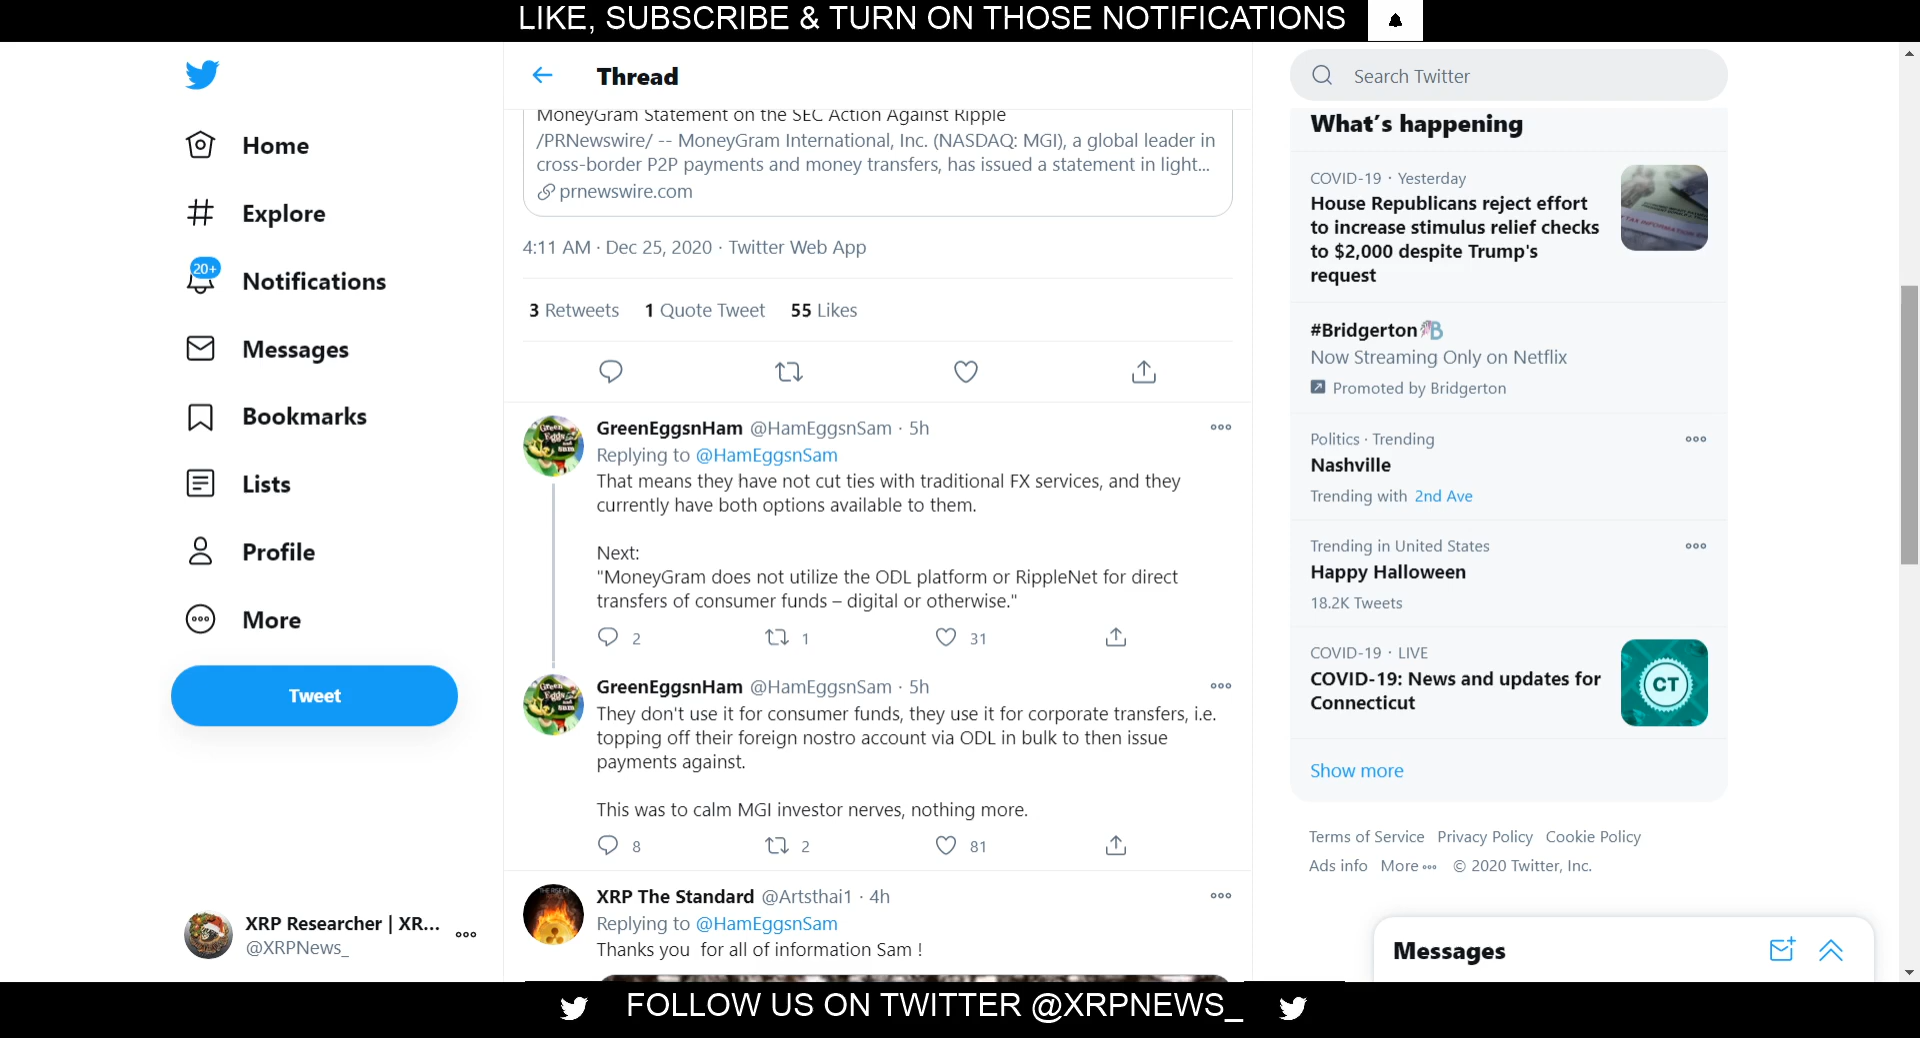 LIKE, SUBSCRIBE & TURN ON THOSE NOTIFICATIONS
Home
Explore
20+
Notifications
Messages
Bookmarks
Lists
Profile
More
Tweet
XRP Researcher | XR...
@XRPNews_
Thread
MoneyGram Statement on the SEC Action Against Ripple
/PRNewswire/ -- MoneyGram International, Inc. (NASDAQ: MGI), a global leader in
cross-border P2P payments and money transfers, has issued a statement in light...
prnewswire.com
4:11 AM · Dec 25, 2020 · Twitter Web App
3 Retweets 1 Quote Tweet 55 Likes
GreenEggsnHam @HamEggsnSam · 5h
Replying to @HamEggsnSam
That means they have not cut ties with traditional FX services, and they
currently have both options available to them.
Next:
"MoneyGram does not utilize the ODL platform or RippleNet for direct
transfers of consumer funds – digital or otherwise."
2 1 31
GreenEggsnHam @HamEggsnSam · 5h
They don't use it for consumer funds, they use it for corporate transfers, i.e.
topping off their foreign nostro account via ODL in bulk to then issue
payments against.
This was to calm MGI investor nerves, nothing more.
8 2 81
XRP The Standard @Artsthai1 · 4h
Replying to @HamEggsnSam
Thanks you for all of information Sam !
Search Twitter
What's happening
COVID-19 · Yesterday
House Republicans reject effort
to increase stimulus relief checks
to $2,000 despite Trump's
request
#Bridgerton
Now Streaming Only on Netflix
Promoted by Bridgerton
Politics · Trending
Nashville
Trending with 2nd Ave
Trending in United States
Happy Halloween
18.2K Tweets
COVID-19 · LIVE
COVID-19: News and updates for
Connecticut
CT
Show more
Terms of Service Privacy Policy Cookie Policy
Ads info More © 2020 Twitter, Inc.
Messages
FOLLOW US ON TWITTER @XRPNEWS_